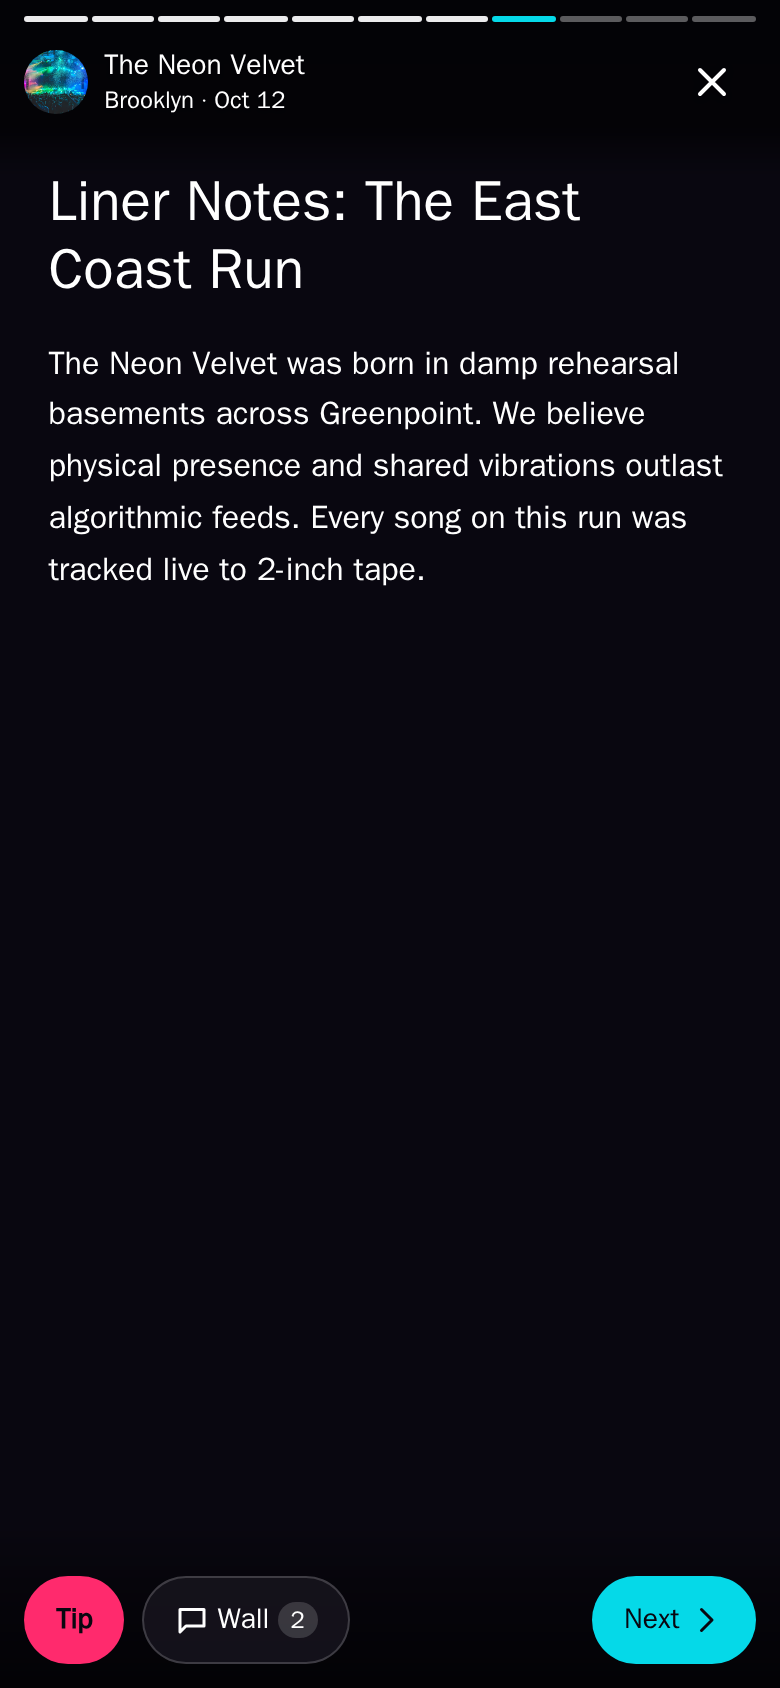 The Neon Velvet
Brooklyn · Oct 12
Liner Notes: The East
Coast Run
The Neon Velvet was born in damp rehearsal
basements across Greenpoint. We believe
physical presence and shared vibrations outlast
algorithmic feeds. Every song on this run was
tracked live to 2-inch tape.
Tip
Wall 2
Next